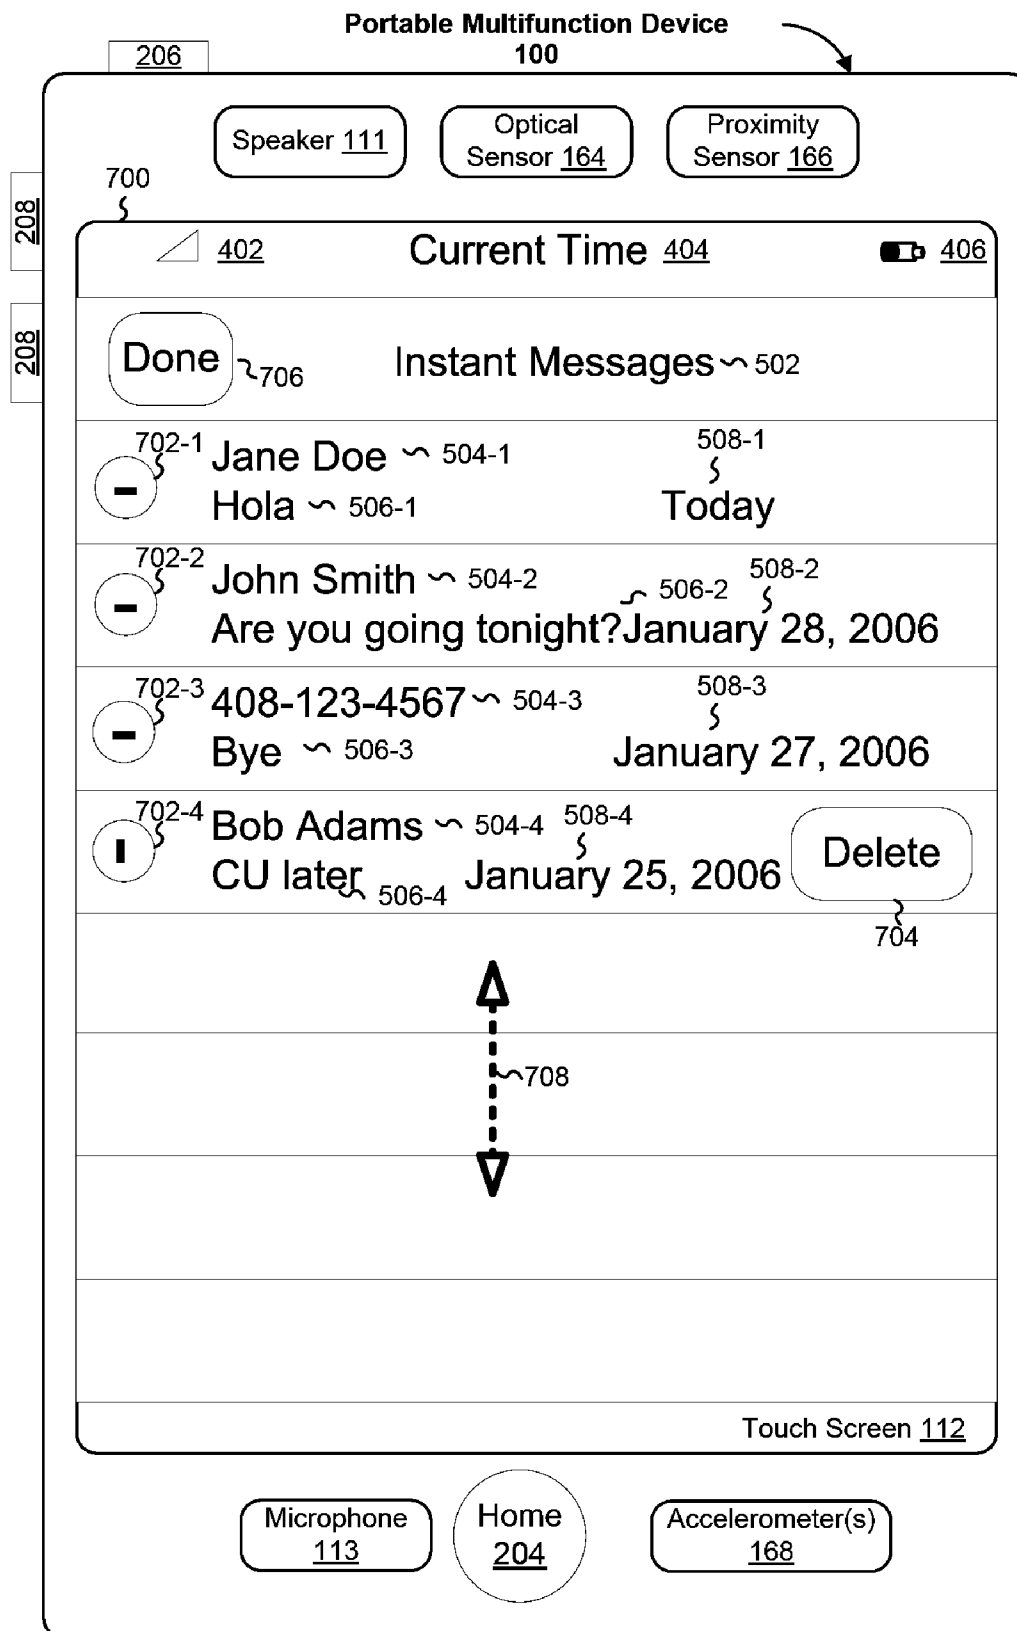 Portable Multifunction Device
100
206
Speaker 111
Optical
Sensor 164
Proximity
Sensor 166
700
208
402
Current Time 404
406
208
Done
706
Instant Messages 502
702-1
Jane Doe 504-1
508-1
Hola 506-1
Today
702-2
John Smith 504-2
506-2
508-2
Are you going tonight?January 28, 2006
702-3
408-123-4567 504-3
508-3
Bye 506-3
January 27, 2006
702-4
Bob Adams 504-4
508-4
Delete
CU later January 25, 2006
506-4
704
708
Touch Screen 112
Microphone
113
Home
204
Accelerometer(s)
168